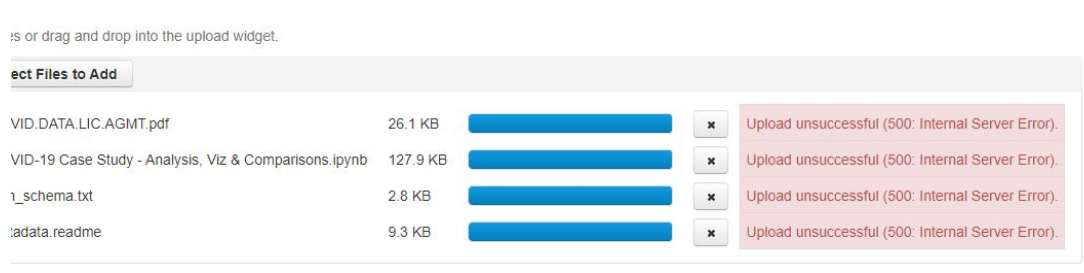 es or drag and drop into the upload widget.
ect Files to Add
VID.DATA.LIC.AGMT.pdf 26.1 KB × Upload unsuccessful (500: Internal Server Error).
VID-19 Case Study - Analysis, Viz & Comparisons.ipynb 127.9 KB × Upload unsuccessful (500: Internal Server Error).
n_schema.txt 2.8 KB × Upload unsuccessful (500: Internal Server Error).
tadata.readme 9.3 KB × Upload unsuccessful (500: Internal Server Error).